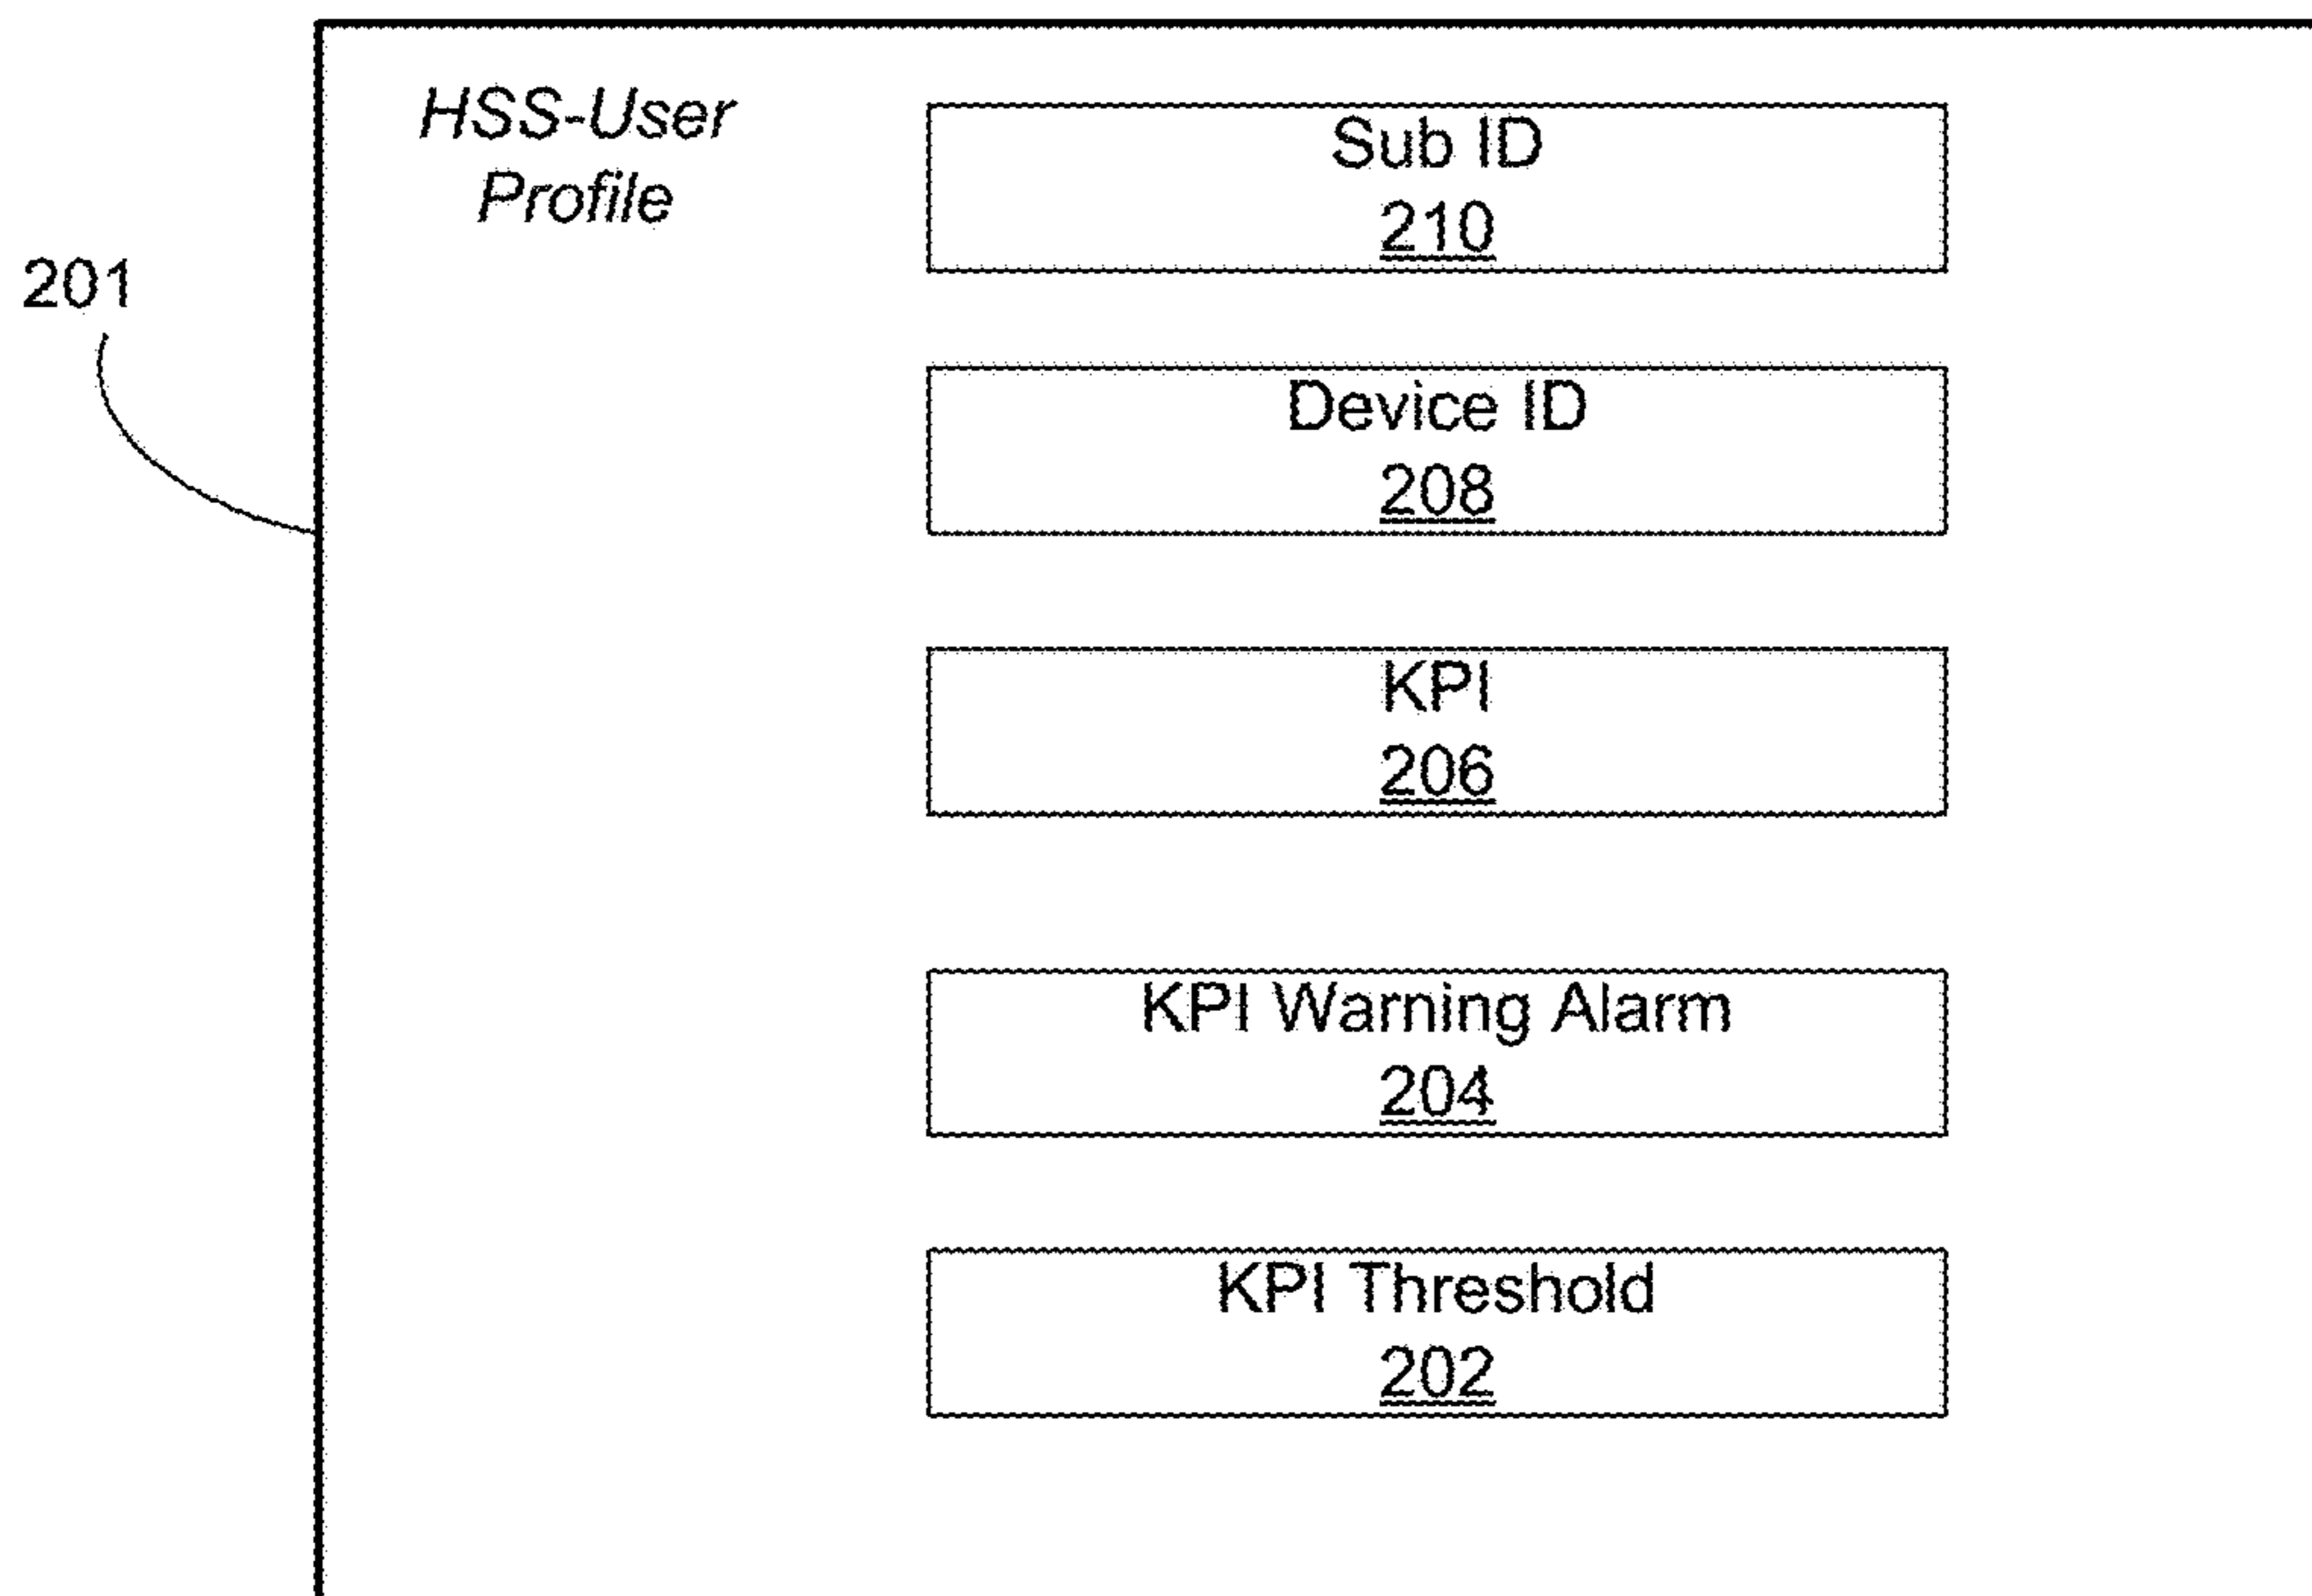 HSS-User
Profile
201
Sub ID
210
Device ID
208
KPI
206
KPI Warning Alarm
204
KPI Threshold
202